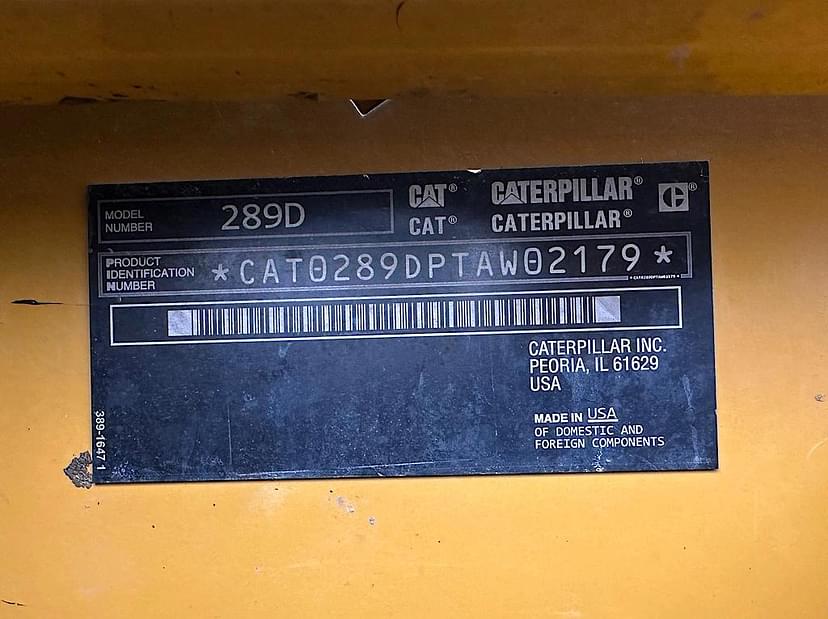 MODEL NUMBER 289D
CAT® CATERPILLAR®
CAT® CATERPILLAR®
PRODUCT IDENTIFICATION NUMBER *CAT0289DPTAW02179*
*CAT0289DPTAW02179*
CATERPILLAR INC.
PEORIA, IL 61629
USA
MADE IN USA
OF DOMESTIC AND
FOREIGN COMPONENTS
389-1647 1